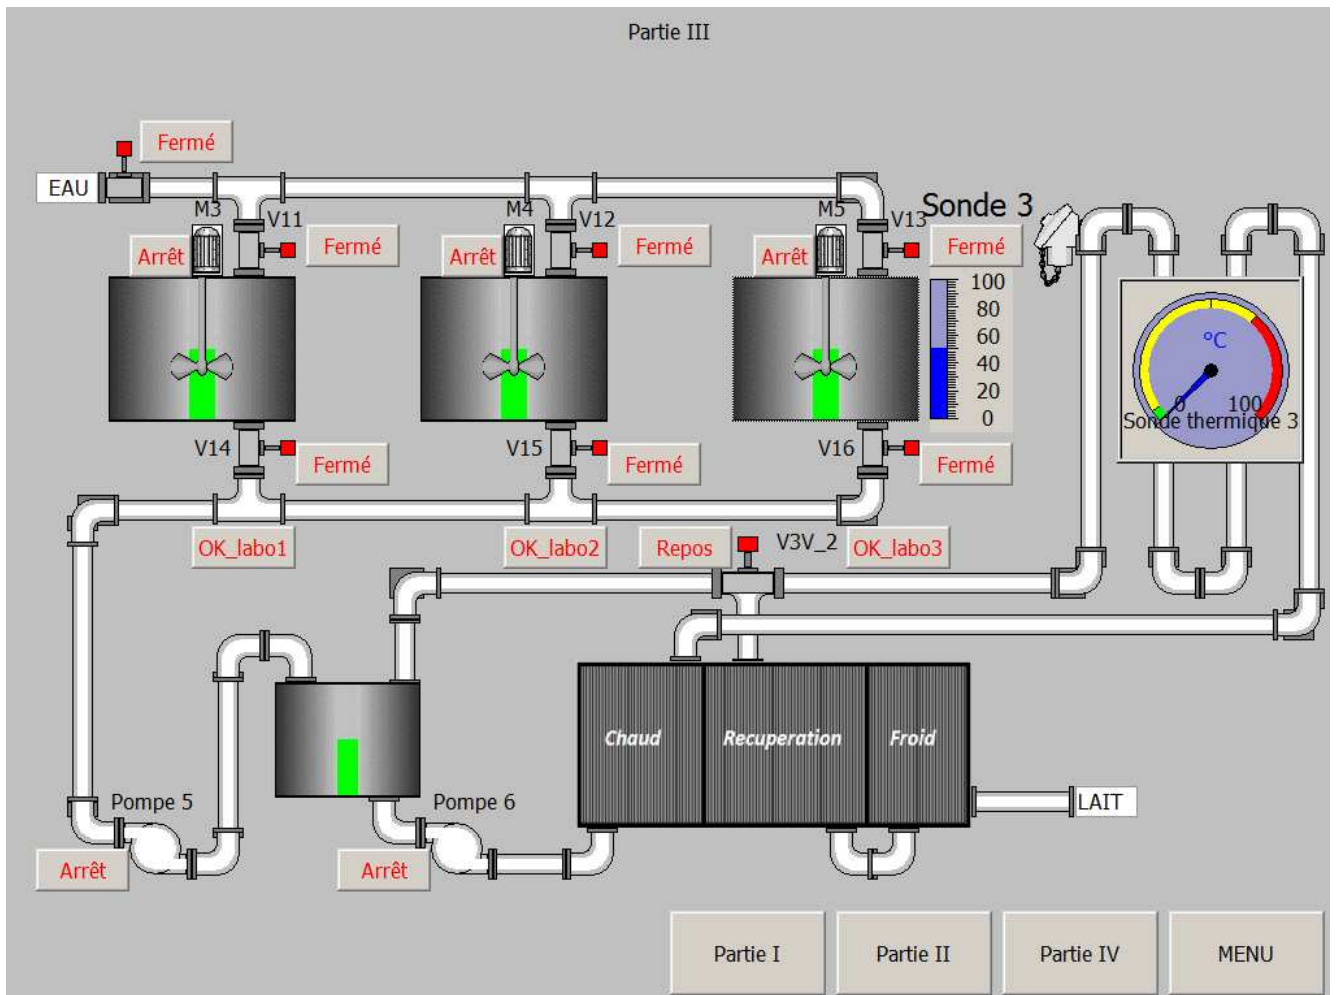 Partie III
Fermé
EAU
M3
V11
M4
V12
M5
V13
Sonde 3
Arrêt
Fermé
Arrêt
Fermé
Arrêt
Fermé
100
80
60
40
20
0
°C
0
100
Sonde thermique 3
V14
Fermé
V15
Fermé
V16
Fermé
OK_labo1
OK_labo2
Repos
V3V_2
OK_labo3
Chaud
Recuperation
Froid
Pompe 5
Pompe 6
LAIT
Arrêt
Arrêt
Partie I
Partie II
Partie IV
MENU